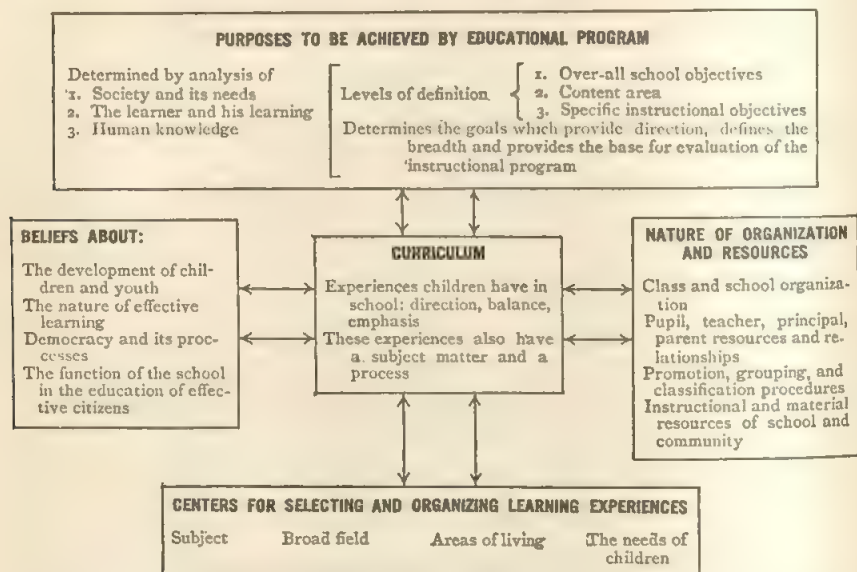 PURPOSES TO BE ACHIEVED BY EDUCATIONAL PROGRAM
Determined by analysis of
1. Society and its needs
2. The learner and his learning
3. Human knowledge
Levels of definition
1. Over-all school objectives
2. Content area
3. Specific instructional objectives
Determines the goals which provide direction, defines the
breadth and provides the base for evaluation of the
instructional program
BELIEFS ABOUT:
The development of chil-
dren and youth
The nature of effective
learning
Democracy and its pro-
cesses
The function of the school
in the education of effec-
tive citizens
CURRICULUM
Experiences children have in
school: direction, balance,
emphasis
These experiences also have
a subject matter and a
process
NATURE OF ORGANIZATION
AND RESOURCES
Class and school organiza-
tion
Pupil, teacher, principal,
parent resources and re-
lationships
Promotion, grouping, and
classification procedures
Instructional and material
resources of school and
community
CENTERS FOR SELECTING AND ORGANIZING LEARNING EXPERIENCES
Subject Broad field Areas of living The needs of
children